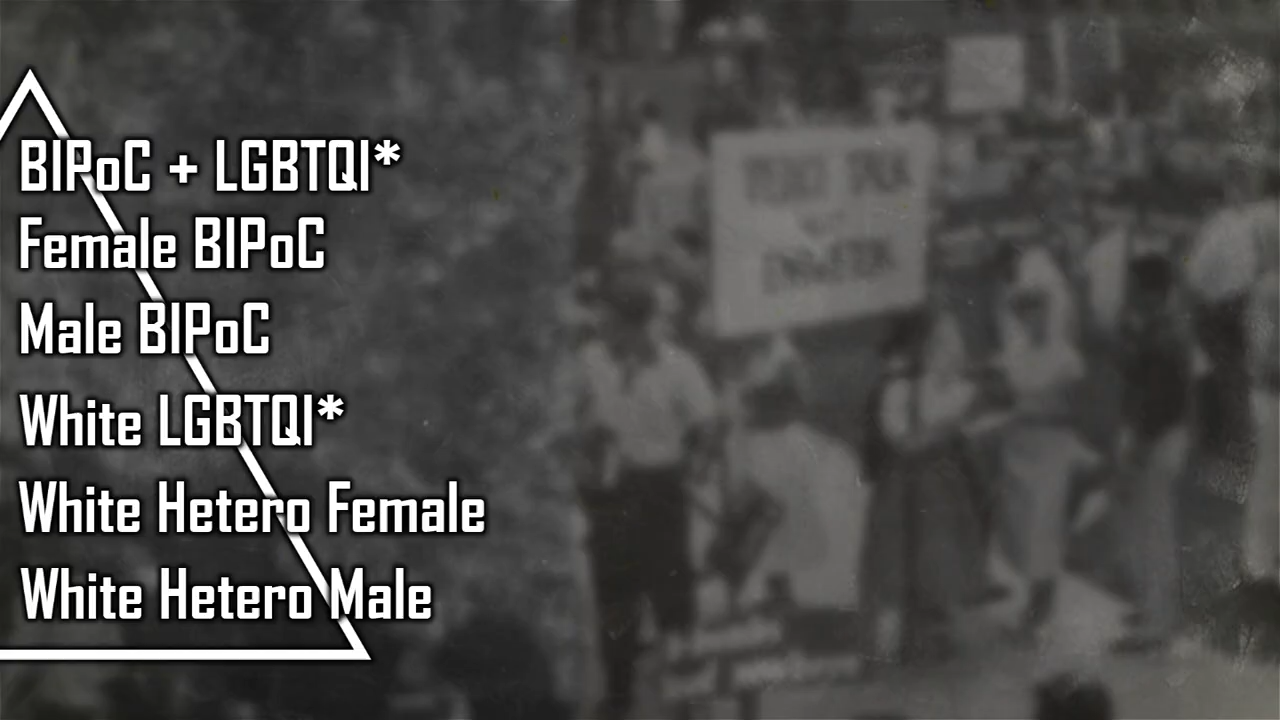 BIPoC + LGBTQI*
Female BIPoC
Male BIPoC
White LGBTQI*
White Hetero Female
White Hetero Male